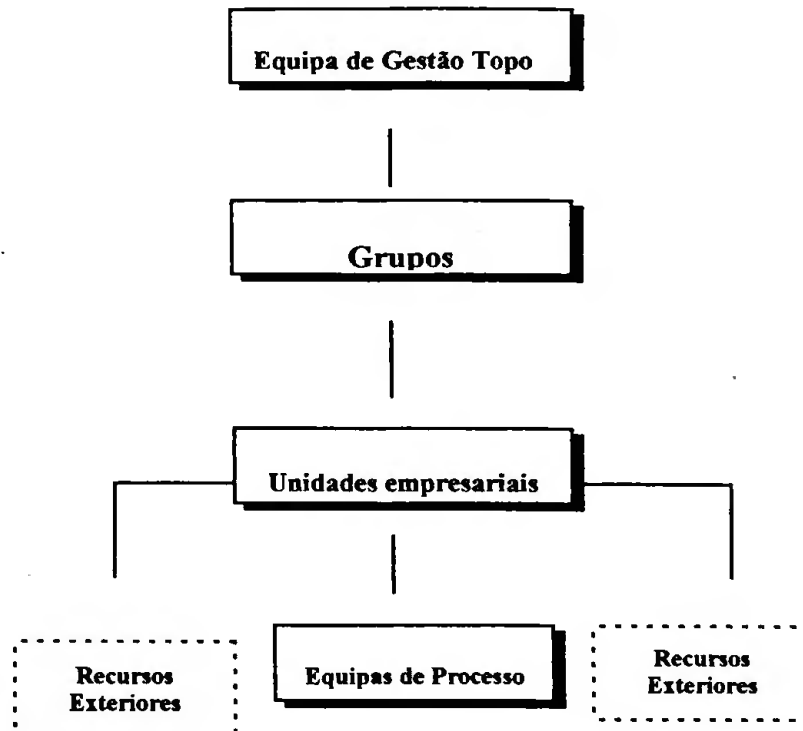 Equipa de Gestão Topo
Grupos
Unidades empresariais
Recursos
Exteriores
Equipas de Processo
Recursos
Exteriores